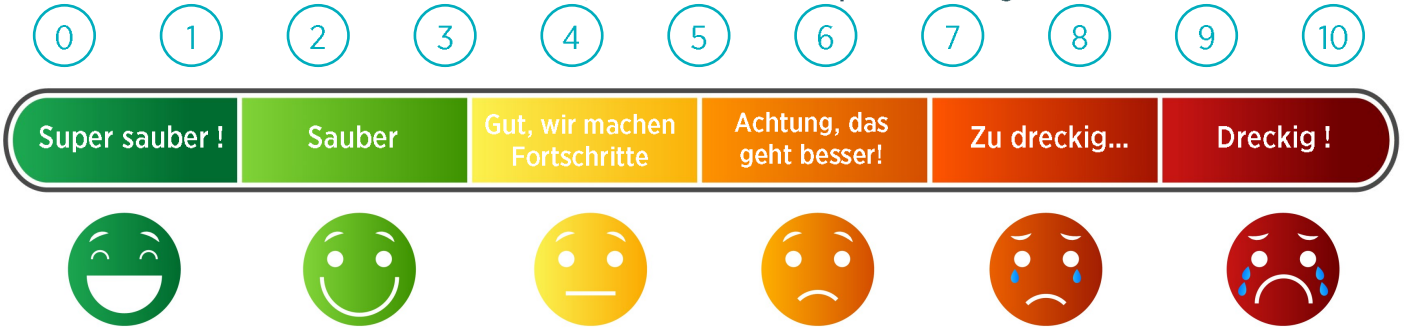 0 1 2 3 4 5 6 7 8 9 10
Super sauber !
Sauber
Gut, wir machen
Fortschritte
Achtung, das
geht besser!
Zu dreckig...
Dreckig !